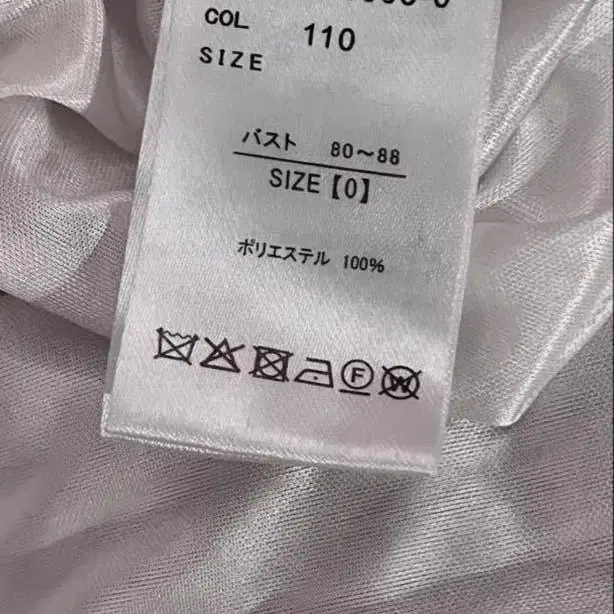 COL 110
SIZE
バスト 80～88
SIZE【0】
ポリエステル 100%
F
W